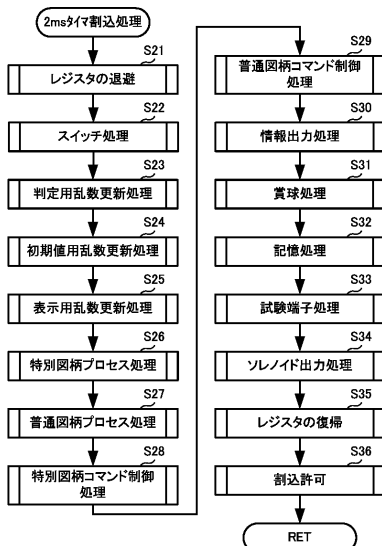 2msタイマ割込処理
S21
レジスタの退避
S22
スイッチ処理
S23
判定用乱数更新処理
S24
初期値用乱数更新処理
S25
表示用乱数更新処理
S26
特別図柄プロセス処理
S27
普通図柄プロセス処理
S28
特別図柄コマンド制御
処理
S29
普通図柄コマンド制御
処理
S30
情報出力処理
S31
賞球処理
S32
記憶処理
S33
試験端子処理
S34
ソレノイド出力処理
S35
レジスタの復帰
S36
割込許可
RET